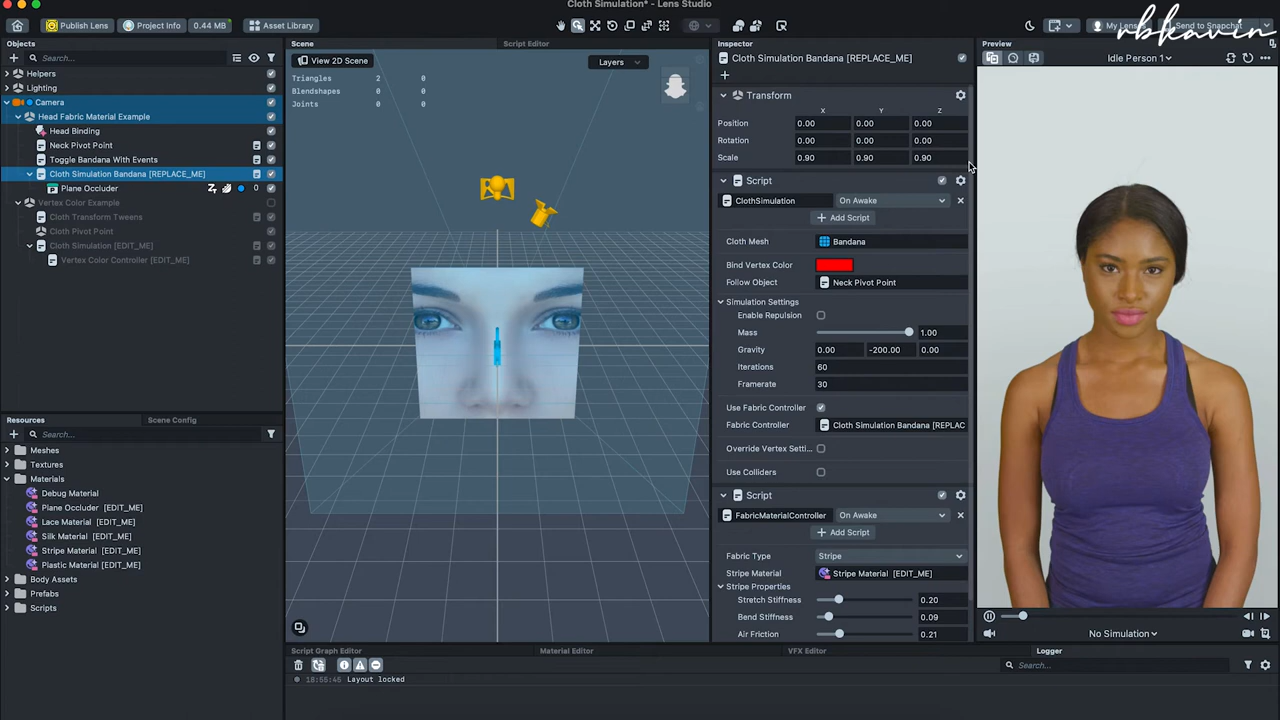 Cloth Simulation* - Lens Studio
rbkavin
Publish Lens
Project Info
0.44 MB
Asset Library
My Lenses
Send to Snapchat
Objects
Search...
Helpers
Lighting
Camera
Head Fabric Material Example
Head Binding
Neck Pivot Point
Toggle Bandana With Events
Cloth Simulation Bandana [REPLACE_ME]
Plane Occluder 0
Vertex Color Example
Cloth Transform Tweens
Cloth Pivot Point
Cloth Simulation [EDIT_ME]
Vertex Color Controller [EDIT_ME]
Resources Scene Config
Search...
Meshes
Textures
Materials
Debug Material
Plane Occluder [EDIT_ME]
Lace Material [EDIT_ME]
Silk Material [EDIT_ME]
Stripe Material [EDIT_ME]
Plastic Material [EDIT_ME]
Body Assets
Prefabs
Scripts
Scene Script Editor
View 2D Scene
Layers
Triangles 2 0
Blendshapes 0 0
Joints 0 0
Inspector
Cloth Simulation Bandana [REPLACE_ME]
Transform
X Y Z
Position 0.00 0.00 0.00
Rotation 0.00 0.00 0.00
Scale 0.90 0.90 0.90
Script
ClothSimulation On Awake
Add Script
Cloth Mesh Bandana
Bind Vertex Color
Follow Object Neck Pivot Point
Simulation Settings
Enable Repulsion
Mass 1.00
Gravity 0.00 -200.00 0.00
Iterations 60
Framerate 30
Use Fabric Controller
Fabric Controller Cloth Simulation Bandana [REPLAC
Override Vertex Setti...
Use Colliders
Script
FabricMaterialController On Awake
Add Script
Fabric Type Stripe
Stripe Material Stripe Material [EDIT_ME]
Stripe Properties
Stretch Stiffness 0.20
Bend Stiffness 0.09
Air Friction 0.21
Preview
Idle Person 1
No Simulation
Script Graph Editor Material Editor VFX Editor Logger
Search...
18:55:45 Layout locked